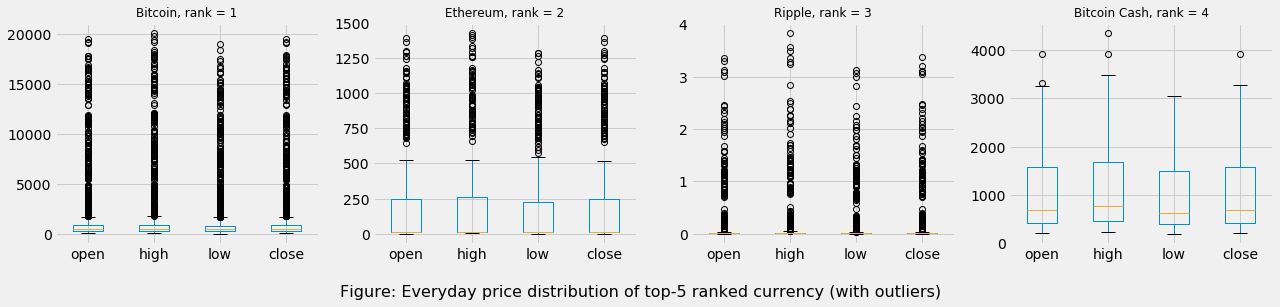 Bitcoin, rank = 1
20000
15000
10000
5000
0
open high low close
Ethereum, rank = 2
1500
1250
1000
750
500
250
0
open high low close
Ripple, rank = 3
4
3
2
1
0
open high low close
Bitcoin Cash, rank = 4
4000
3000
2000
1000
0
open high low close
Figure: Everyday price distribution of top-5 ranked currency (with outliers)